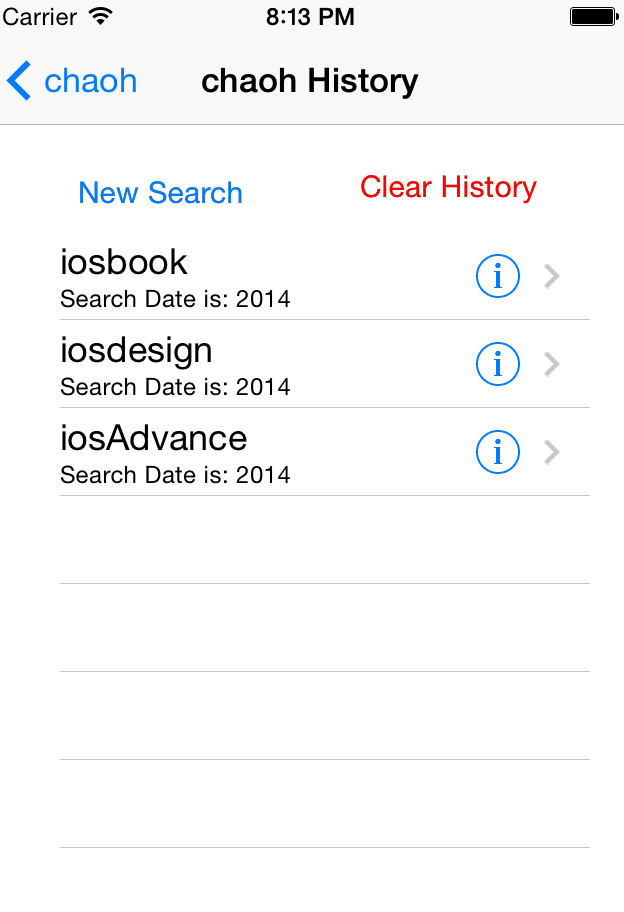 Carrier 8:13 PM
chaoh chaoh History
New Search Clear History
iosbook
Search Date is: 2014
iosdesign
Search Date is: 2014
iosAdvance
Search Date is: 2014